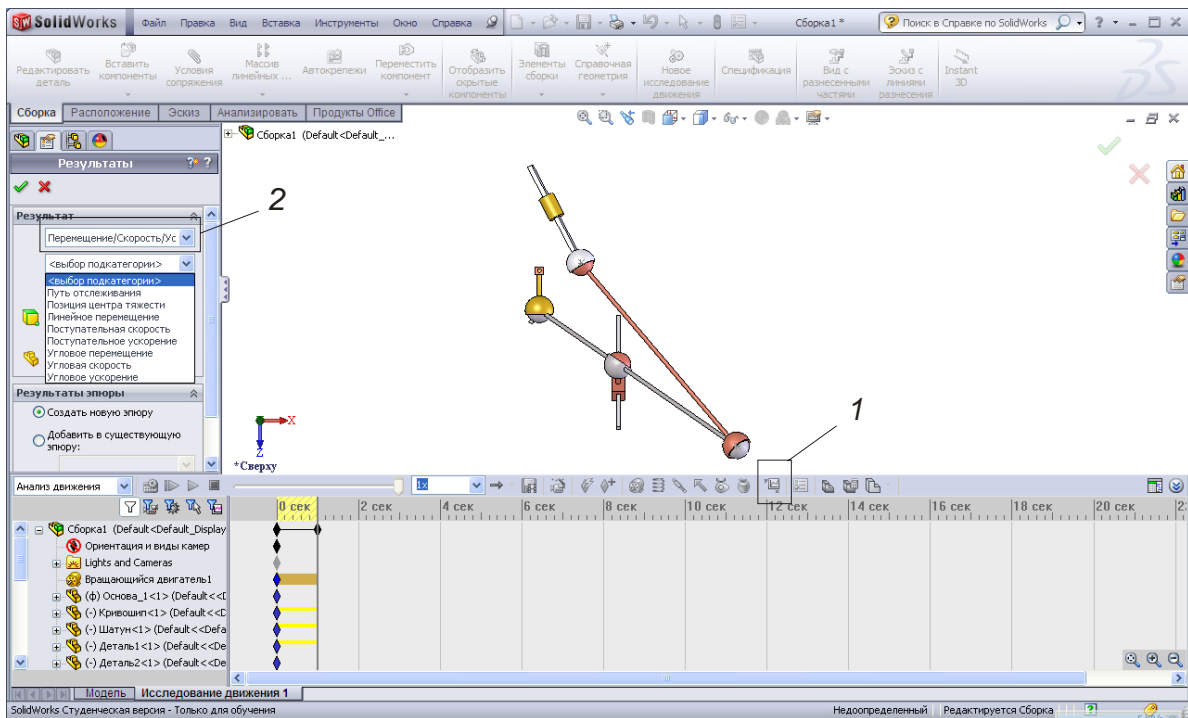 SolidWorks Файл Правка Вид Вставка Инструменты Окно Справка Сборка1 * Поиск в Справке по SolidWorks
Редактировать деталь
Вставить компоненты
Условия сопряжения
Массив линейных ...
Автокрепежи
Переместить компонент
Отобразить скрытые компоненты
Элементы сборки
Справочная геометрия
Новое исследование движения
Спецификация
Вид с разнесенными частями
Эскиз с линиями разнесения
Instant 3D
Сборка Расположение Эскиз Анализировать Продукты Office
Сборка1 (Default<Default_...
Результаты
Результат
2
Перемещение/Скорость/Ус
<выбор подкатегории>
<выбор подкатегории>
Путь отслеживания
Позиция центра тяжести
Линейное перемещение
Поступательная скорость
Поступательное ускорение
Угловое перемещение
Угловая скорость
Угловое ускорение
Результаты эпюры
Создать новую эпюру
Добавить в существующую
эпюру:
X
Z
*Сверху
1
Анализ движения 1x
0 сек 2 сек 4 сек 6 сек 8 сек 10 сек 12 сек 14 сек 16 сек 18 сек 20 сек
Сборка1 (Default<Default_Display
Ориентация и виды камер
Lights and Cameras
Вращающийся двигатель1
(ф) Основа_1<1> (Default<<D
(-) Кривошип<1> (Default<<D
(-) Шатун<1> (Default<<Defa
(-) Деталь1<1> (Default<<De
(-) Деталь2<1> (Default<<De
Модель Исследование движения 1
SolidWorks Студенческая версия - Только для обучения Недоопределенный Редактируется Сборка